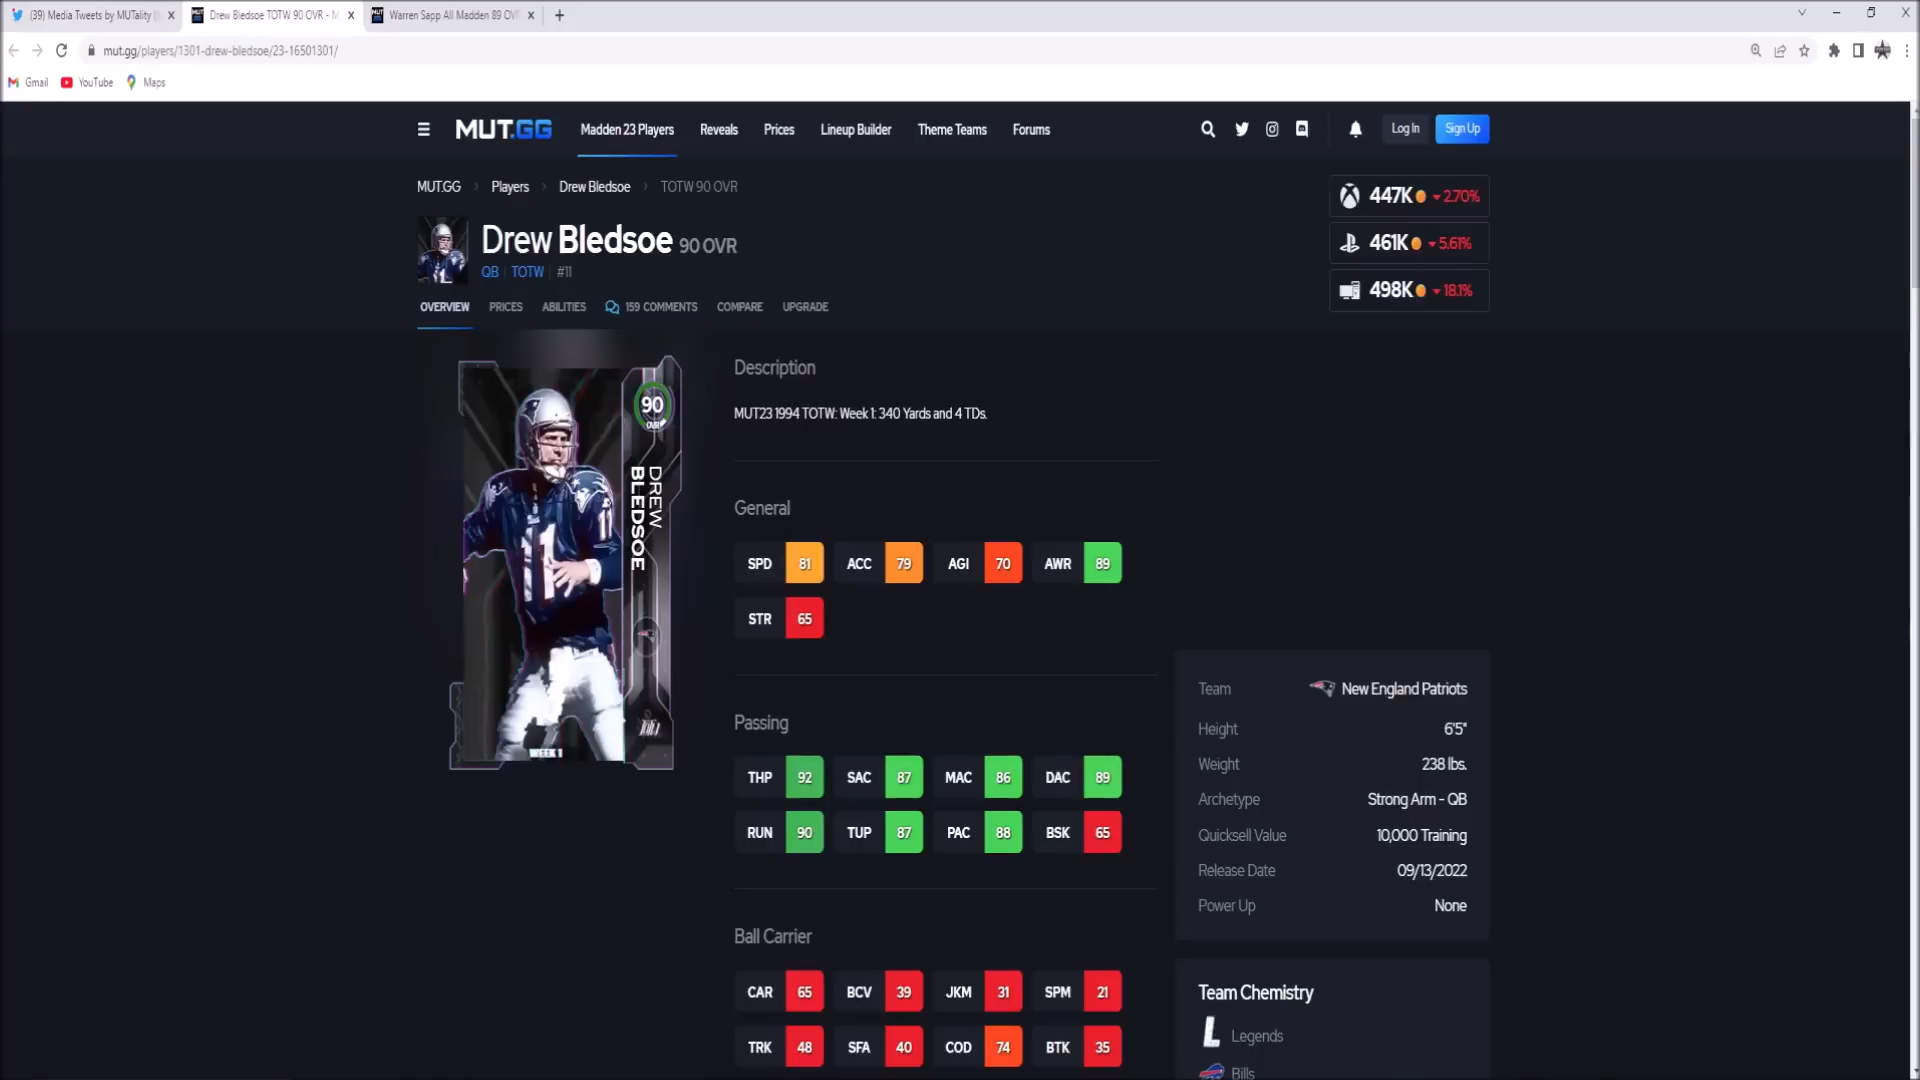 (39) Media Tweets by MUTality
Drew Bledsoe TOTW 90 OVR - M
Warren Sapp All Madden 89 OVR
mut.gg/players/1301-drew-bledsoe/23-16501301/
Gmail YouTube Maps
MUT.GG Madden 23 Players Reveals Prices Lineup Builder Theme Teams Forums Log In Sign Up
MUT.GG Players Drew Bledsoe TOTW 90 OVR
447K 2.70%
Drew Bledsoe 90 OVR
461K 5.61%
QB TOTW #11
498K 18.1%
OVERVIEW PRICES ABILITIES 159 COMMENTS COMPARE UPGRADE
90
OVR
DREW
BLEDSOE
11
11
WEEK 1
Description
MUT23 1994 TOTW: Week 1: 340 Yards and 4 TDs.
General
SPD 81 ACC 79 AGI 70 AWR 89
STR 65
Passing
THP 92 SAC 87 MAC 86 DAC 89
RUN 90 TUP 87 PAC 88 BSK 65
Ball Carrier
CAR 65 BCV 39 JKM 31 SPM 21
TRK 48 SFA 40 COD 74 BTK 35
Team New England Patriots
Height 6'5"
Weight 238 lbs.
Archetype Strong Arm - QB
Quicksell Value 10,000 Training
Release Date 09/13/2022
Power Up None
Team Chemistry
L Legends
Bills